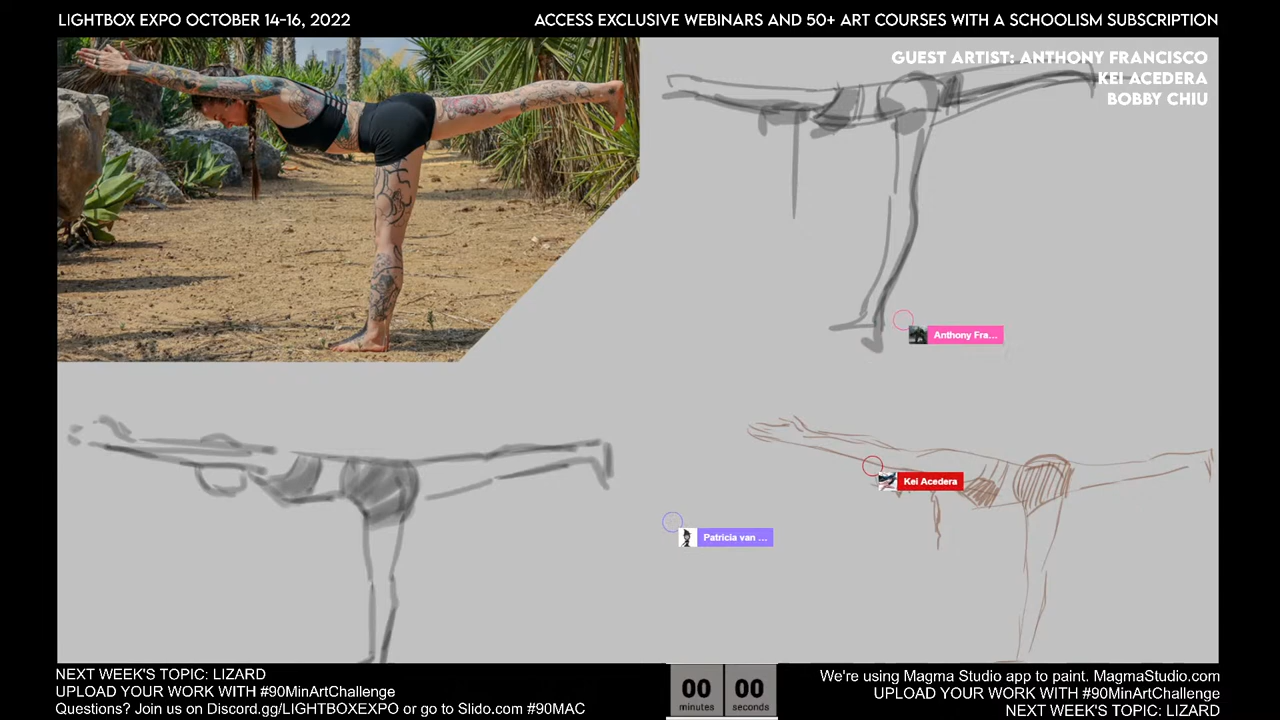 LIGHTBOX EXPO OCTOBER 14-16, 2022
ACCESS EXCLUSIVE WEBINARS AND 50+ ART COURSES WITH A SCHOOLISM SUBSCRIPTION
GUEST ARTIST: ANTHONY FRANCISCO
KEI ACEDERA
BOBBY CHIU
Anthony Fra...
Kei Acedera
Patricia van ...
NEXT WEEK'S TOPIC: LIZARD
UPLOAD YOUR WORK WITH #90MinArtChallenge
Questions? Join us on Discord.gg/LIGHTBOXEXPO or go to Slido.com #90MAC
00 00
minutes seconds
We're using Magma Studio app to paint. MagmaStudio.com
UPLOAD YOUR WORK WITH #90MinArtChallenge
NEXT WEEK'S TOPIC: LIZARD